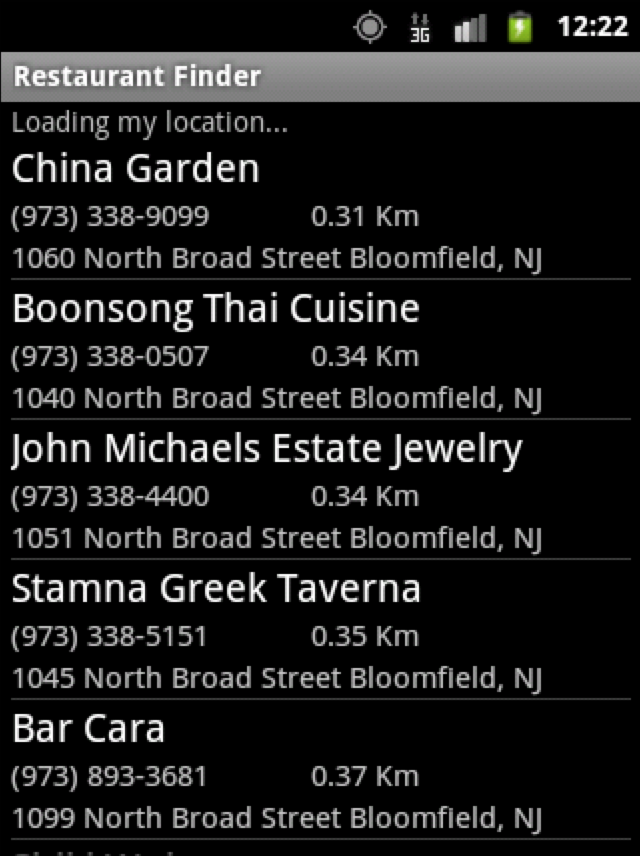 3G 12:22
Restaurant Finder
Loading my location...
China Garden
(973) 338-9099 0.31 Km
1060 North Broad Street Bloomfield, NJ
Boonsong Thai Cuisine
(973) 338-0507 0.34 Km
1040 North Broad Street Bloomfield, NJ
John Michaels Estate Jewelry
(973) 338-4400 0.34 Km
1051 North Broad Street Bloomfield, NJ
Stamna Greek Taverna
(973) 338-5151 0.35 Km
1045 North Broad Street Bloomfield, NJ
Bar Cara
(973) 893-3681 0.37 Km
1099 North Broad Street Bloomfield, NJ